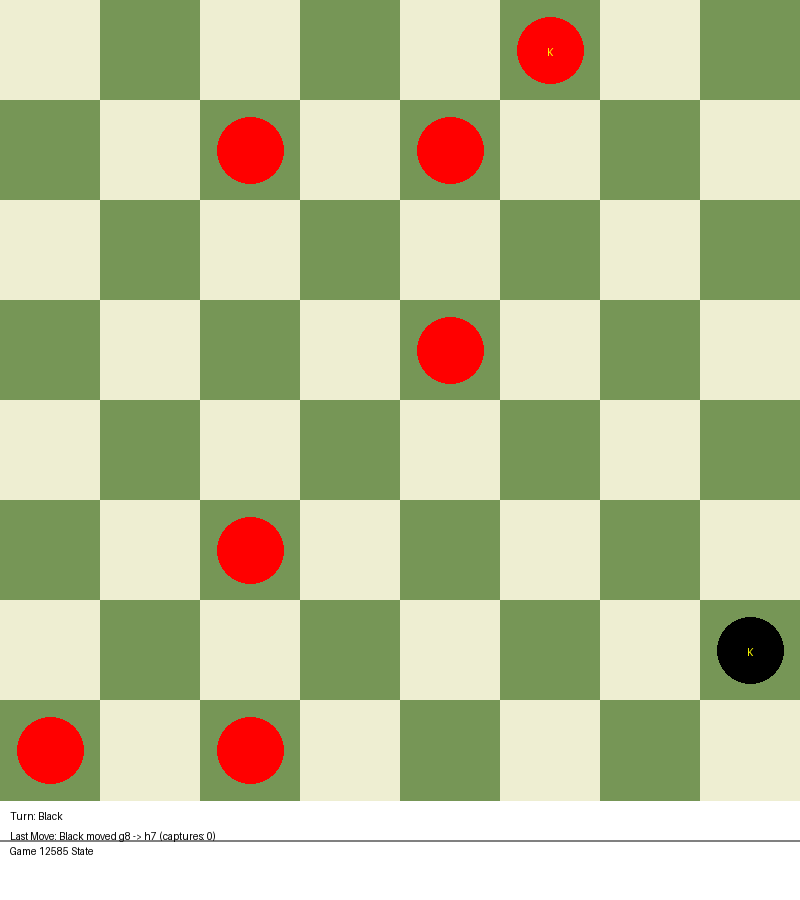 K
K
Turn: Black
Last Move: Black moved g8 -> h7 (captures: 0)
Game 12585 State